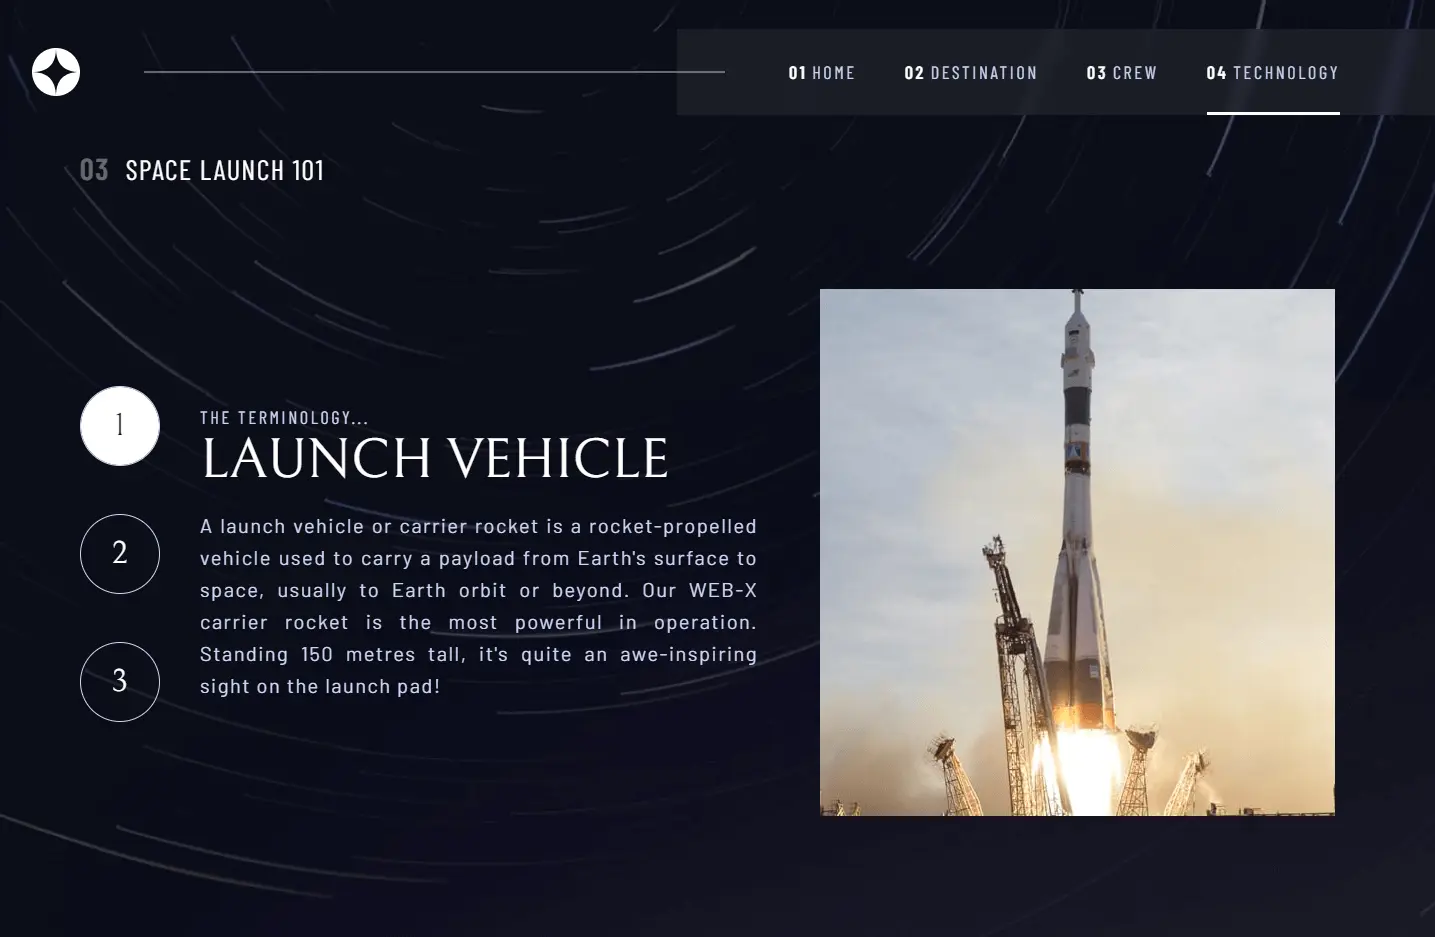 01 HOME
02 DESTINATION
03 CREW
04 TECHNOLOGY
03 SPACE LAUNCH 101
1
THE TERMINOLOGY...
LAUNCH VEHICLE
A launch vehicle or carrier rocket is a rocket-propelled
vehicle used to carry a payload from Earth's surface to
space, usually to Earth orbit or beyond. Our WEB-X
carrier rocket is the most powerful in operation.
Standing 150 metres tall, it's quite an awe-inspiring
sight on the launch pad!
2
3